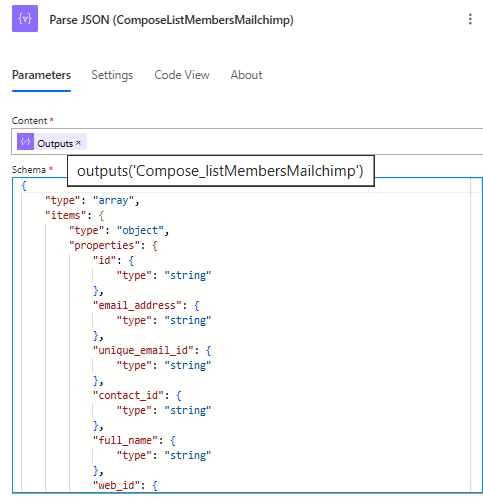 Parse JSON (ComposeListMembersMailchimp)
Parameters Settings Code View About
Content *
Outputs ×
Schema *
outputs('Compose_listMembersMailchimp')
{
"type": "array",
"items": {
"type": "object",
"properties": {
"id": {
"type": "string"
},
"email_address": {
"type": "string"
},
"unique_email_id": {
"type": "string"
},
"contact_id": {
"type": "string"
},
"full_name": {
"type": "string"
},
"web_id": {